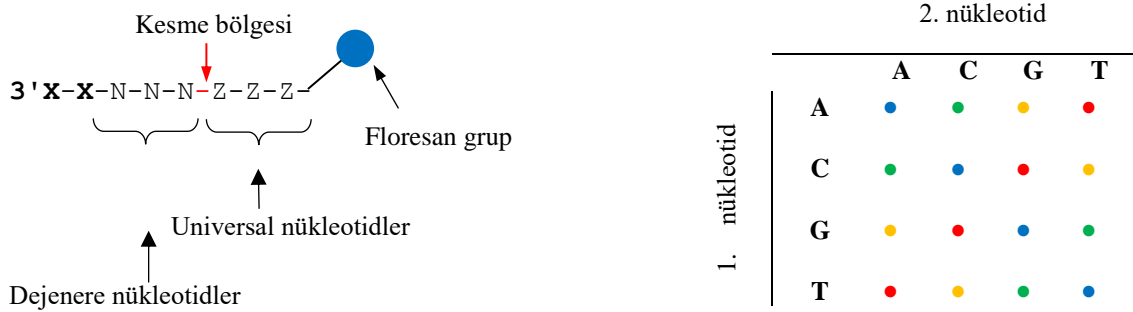 Kesme bölgesi
3'X-X-N-N-N-Z-Z-Z-
Floresan grup
Universal nükleotidler
Dejenere nükleotidler
2. nükleotid
A C G T
1. nükleotid
A
C
G
T